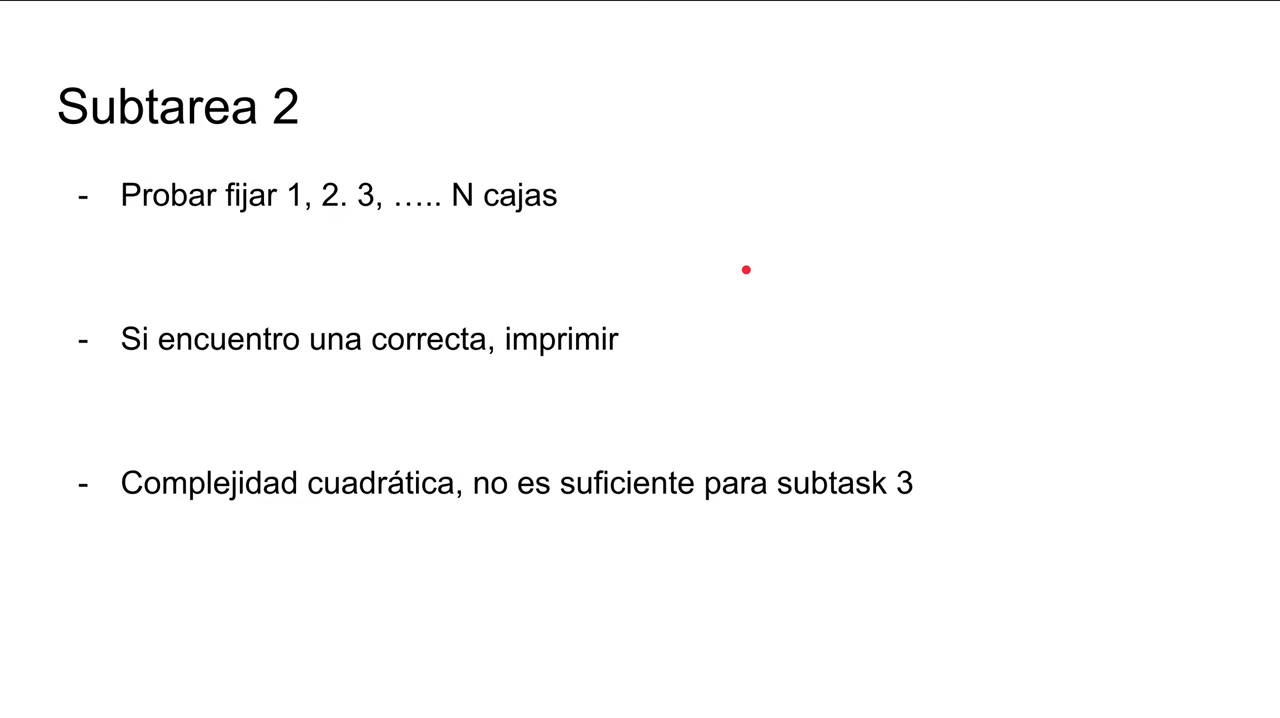 Subtarea 2
- Probar fijar 1, 2. 3, ….. N cajas
- Si encuentro una correcta, imprimir
- Complejidad cuadrática, no es suficiente para subtask 3